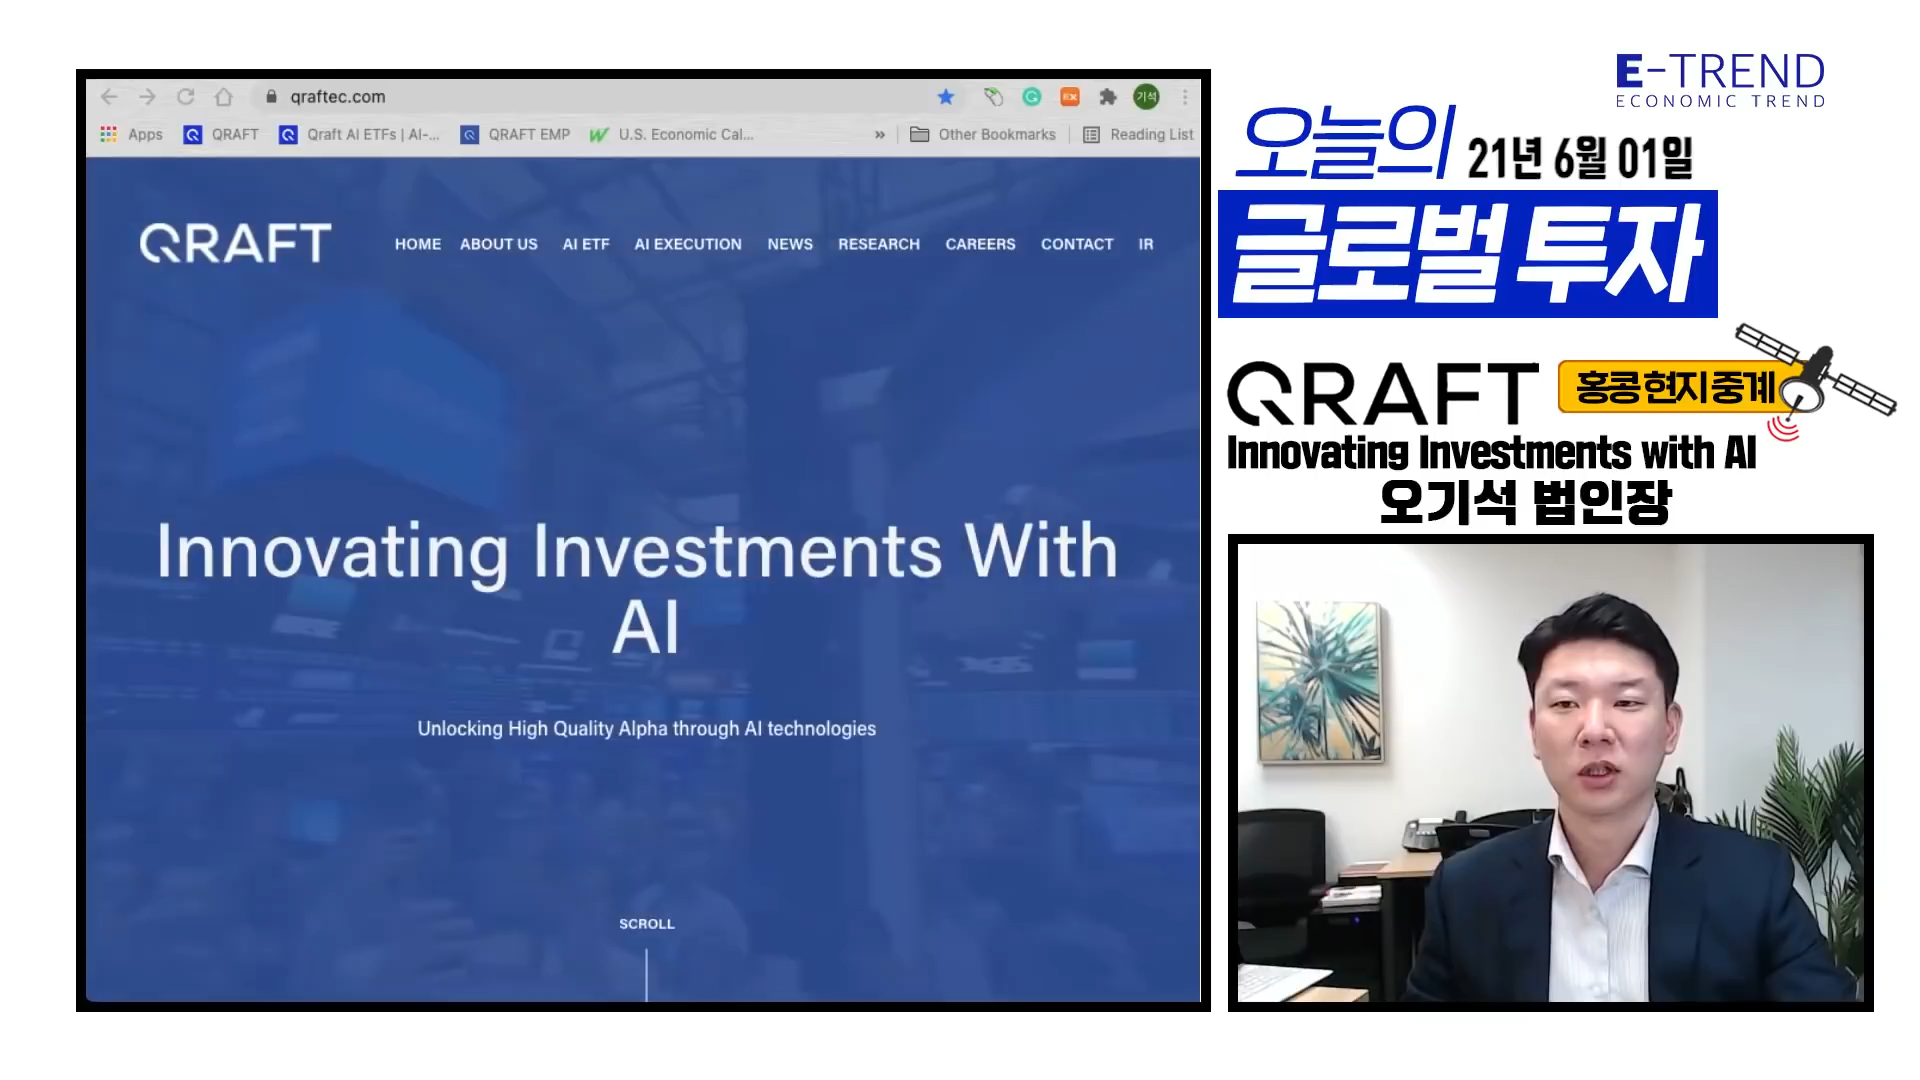 qraftec.com
기석
Apps
QRAFT
Qraft AI ETFs | AI-...
QRAFT EMP
U.S. Economic Cal...
»
Other Bookmarks
Reading List
QRAFT
HOME
ABOUT US
AI ETF
AI EXECUTION
NEWS
RESEARCH
CAREERS
CONTACT
IR
Innovating Investments With
AI
Unlocking High Quality Alpha through AI technologies
SCROLL
E-TREND
ECONOMIC TREND
오늘의 21년 6월 01일
글로벌 투자
QRAFT 홍콩 현지 중계
Innovating Investments with AI
오기석 법인장